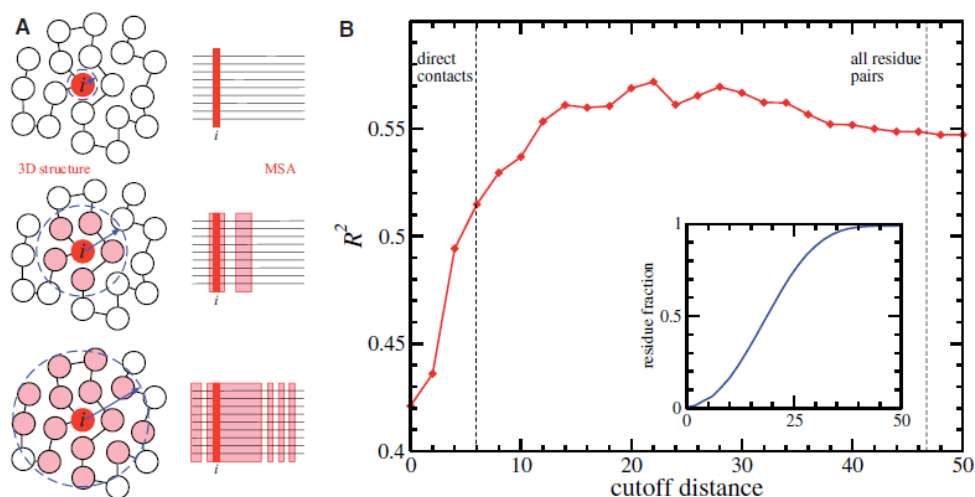 A
i
i
3D structure
MSA
i
i
i
i
B
direct
contacts
all residue
pairs
R2
0.55
0.5
0.45
0.4
0
10
20
30
40
50
cutoff distance
residue fraction
1
0.5
0
0
25
50